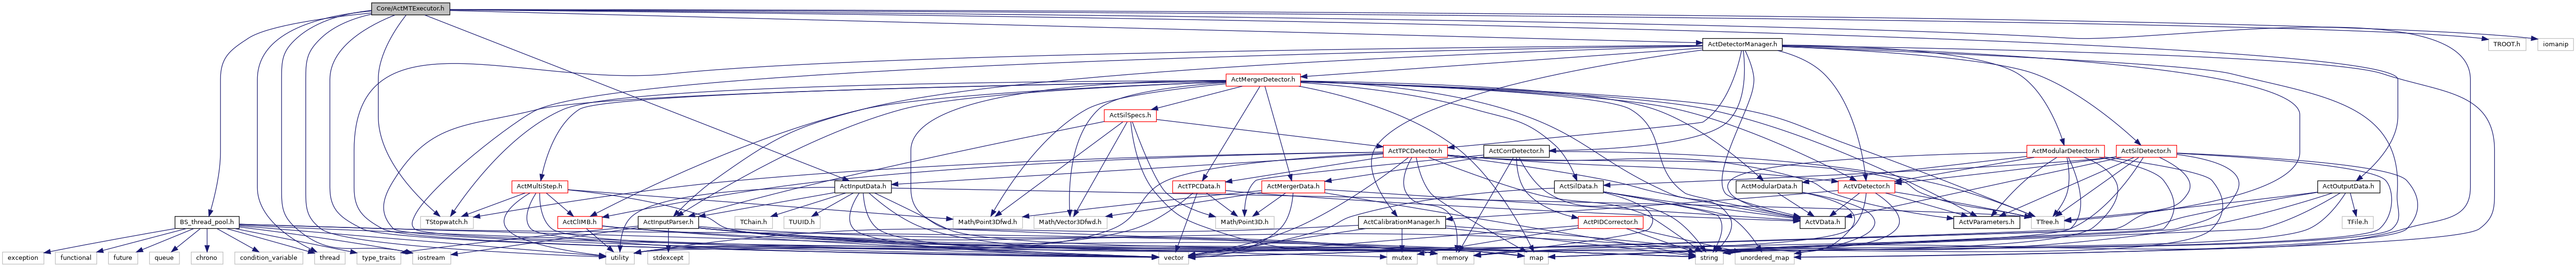 Core/ActMTExecutor.h
ActDetectorManager.h
TROOT.h
iomanip
ActMergerDetector.h
ActSilSpecs.h
ActTPCDetector.h
ActCorrDetector.h
ActModularDetector.h
ActSilDetector.h
ActMultiStep.h
ActInputData.h
ActTPCData.h
ActMergerData.h
ActSilData.h
ActModularData.h
ActVDetector.h
ActOutputData.h
BS_thread_pool.h
TStopwatch.h
ActCliMB.h
ActInputParser.h
TChain.h
TUUID.h
Math/Point3Dfwd.h
Math/Vector3Dfwd.h
Math/Point3D.h
ActCalibrationManager.h
ActPIDCorrector.h
ActVData.h
ActVParameters.h
TTree.h
TFile.h
exception
functional
future
queue
chrono
condition_variable
thread
type_traits
iostream
utility
stdexcept
vector
mutex
memory
map
string
unordered_map